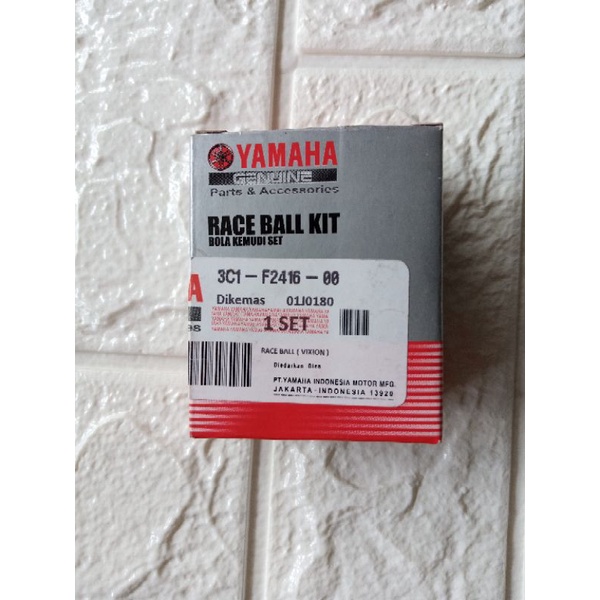 YAMAHA
GENUINE
Parts & Accessories
RACE BALL KIT
BOLA KEMUDI SET
3C1-F2416-00
Dikemas 01J0180
1 SET
RACE BALL ( VIXION )
Diedarkan Oleh
PT.YAMAHA INDONESIA MOTOR MFG.
JAKARTA-INDONESIA 13920